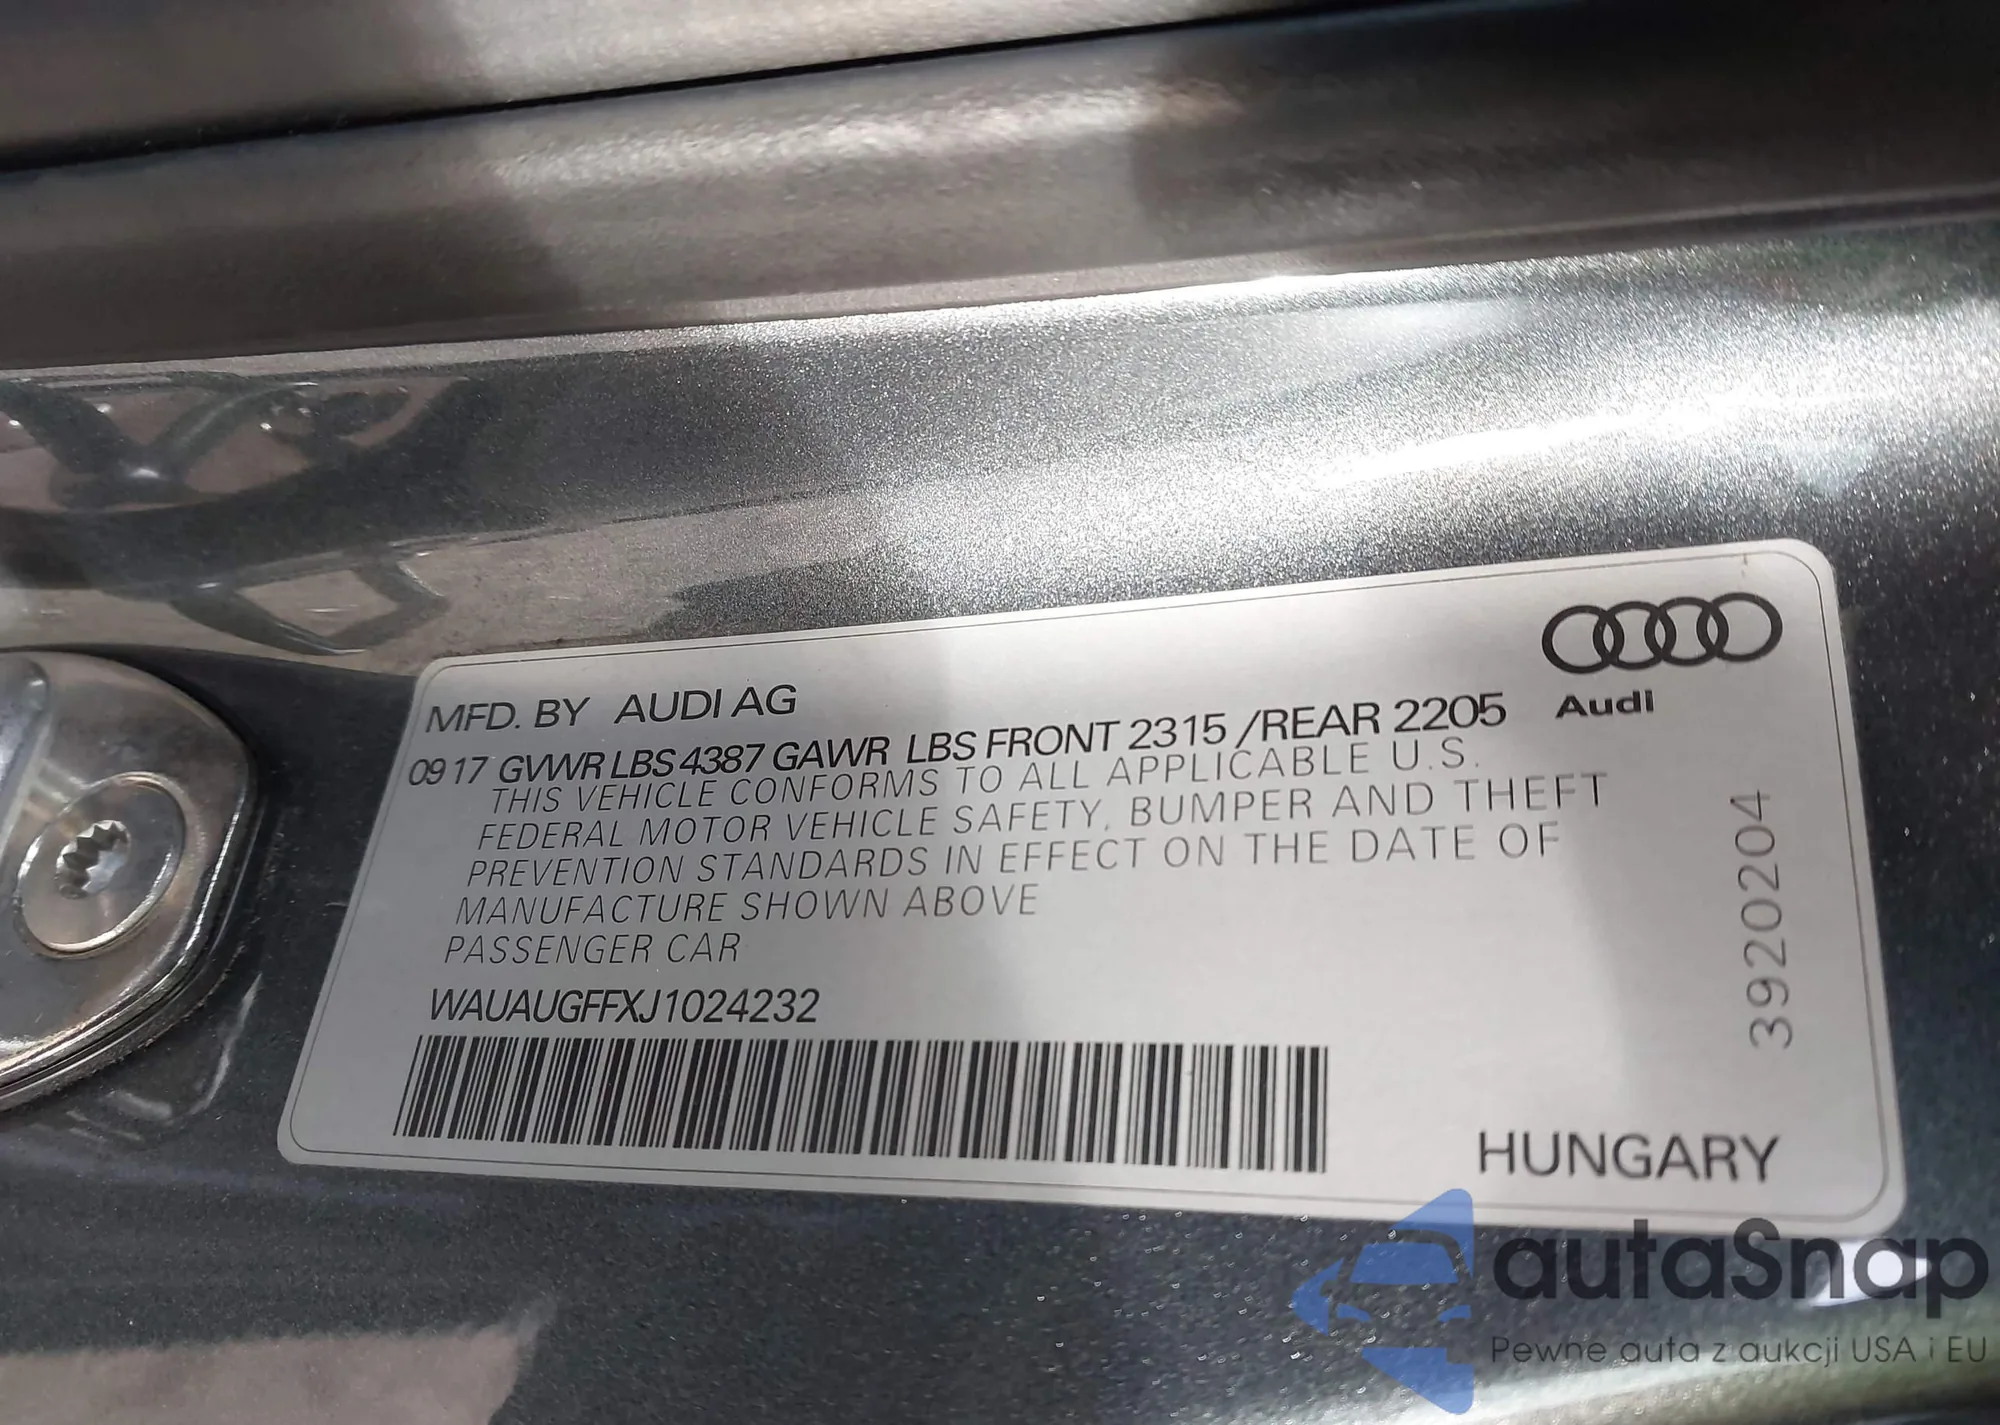 MFD. BY AUDI AG
Audi
09 17 GVWR LBS 4387 GAWR LBS FRONT 2315 /REAR 2205
THIS VEHICLE CONFORMS TO ALL APPLICABLE U.S.
FEDERAL MOTOR VEHICLE SAFETY, BUMPER AND THEFT
PREVENTION STANDARDS IN EFFECT ON THE DATE OF
MANUFACTURE SHOWN ABOVE
PASSENGER CAR
WAUAUGFFXJ1024232
3920204
HUNGARY
autaSnap
Pewne auta z aukcji USA i EU